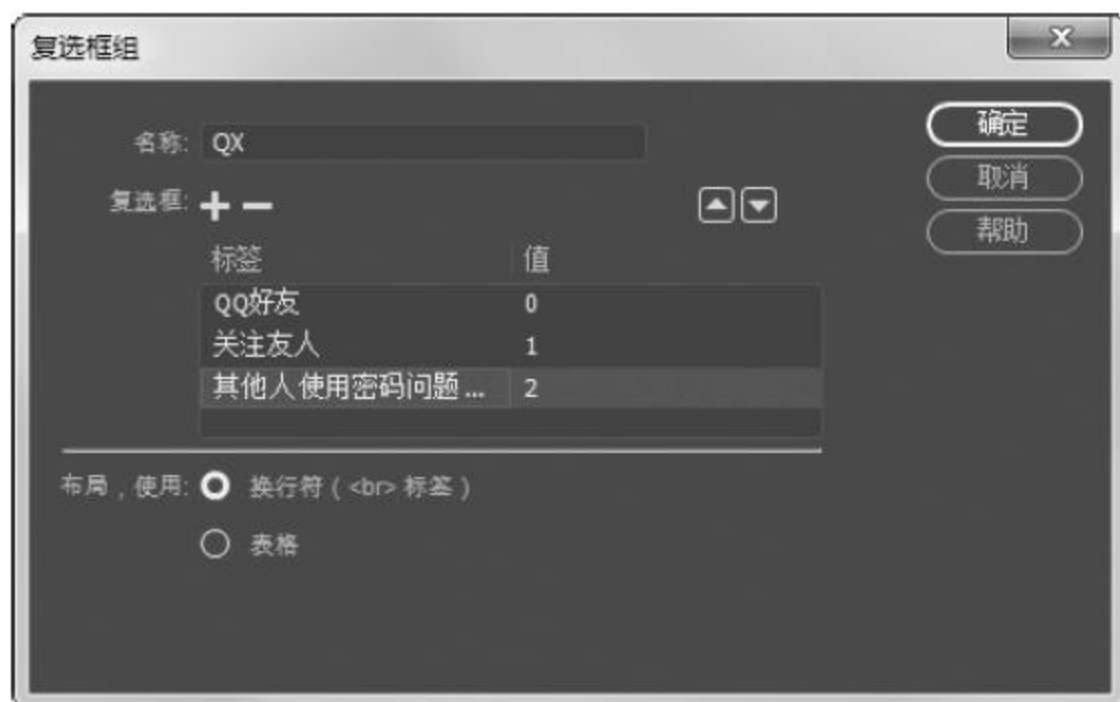 复选框组
名称: QX
确定
取消
帮助
复选框:
标签 值
QQ好友 0
关注友人 1
其他人使用密码问题... 2
布局，使用: 换行符（<br>标签）
表格